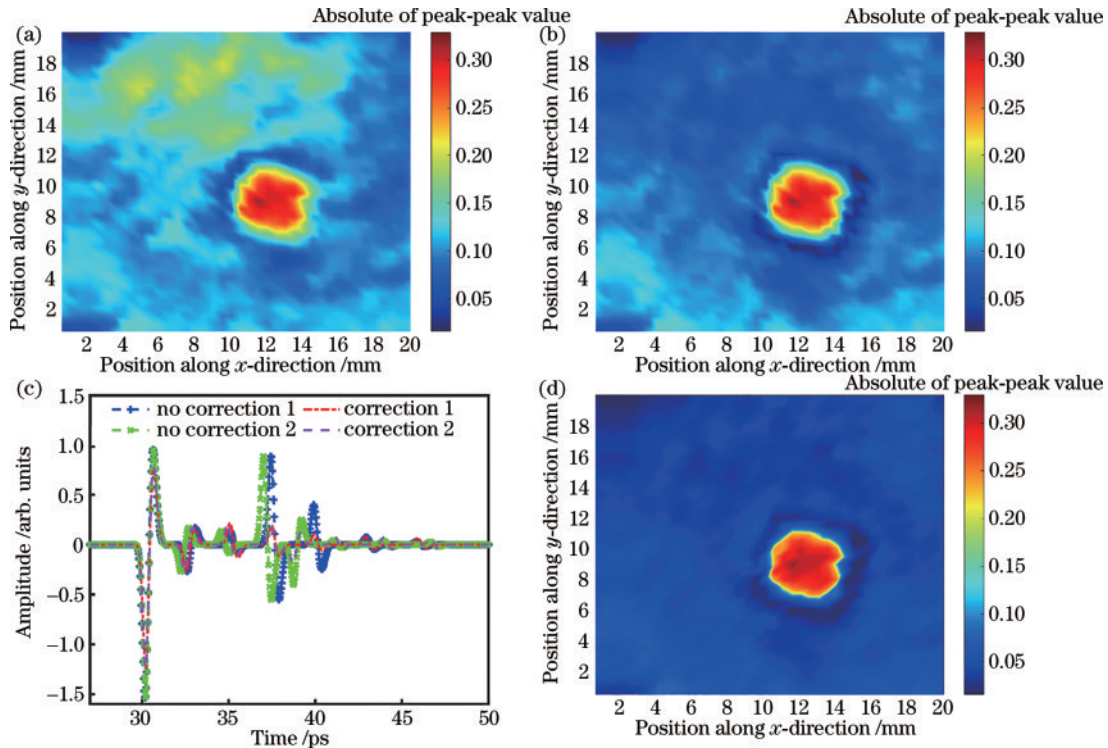 Absolute of peak-peak value
(a)
Position along y-direction /mm
18
16
14
12
10
8
6
4
2
2 4 6 8 10 12 14 16 18 20
Position along x-direction /mm
0.30
0.25
0.20
0.15
0.10
0.05
Absolute of peak-peak value
(b)
Position along y-direction /mm
18
16
14
12
10
8
6
4
2
2 4 6 8 10 12 14 16 18 20
Position along x-direction /mm
0.30
0.25
0.20
0.15
0.10
0.05
(c)
Amplitude /arb. units
1.5
1.0
0.5
0
−0.5
−1.0
−1.5
no correction 1 correction 1
no correction 2 correction 2
30 35 40 45 50
Time /ps
Absolute of peak-peak value
(d)
Position along y-direction /mm
18
16
14
12
10
8
6
4
2
2 4 6 8 10 12 14 16 18 20
Position along x-direction /mm
0.30
0.25
0.20
0.15
0.10
0.05